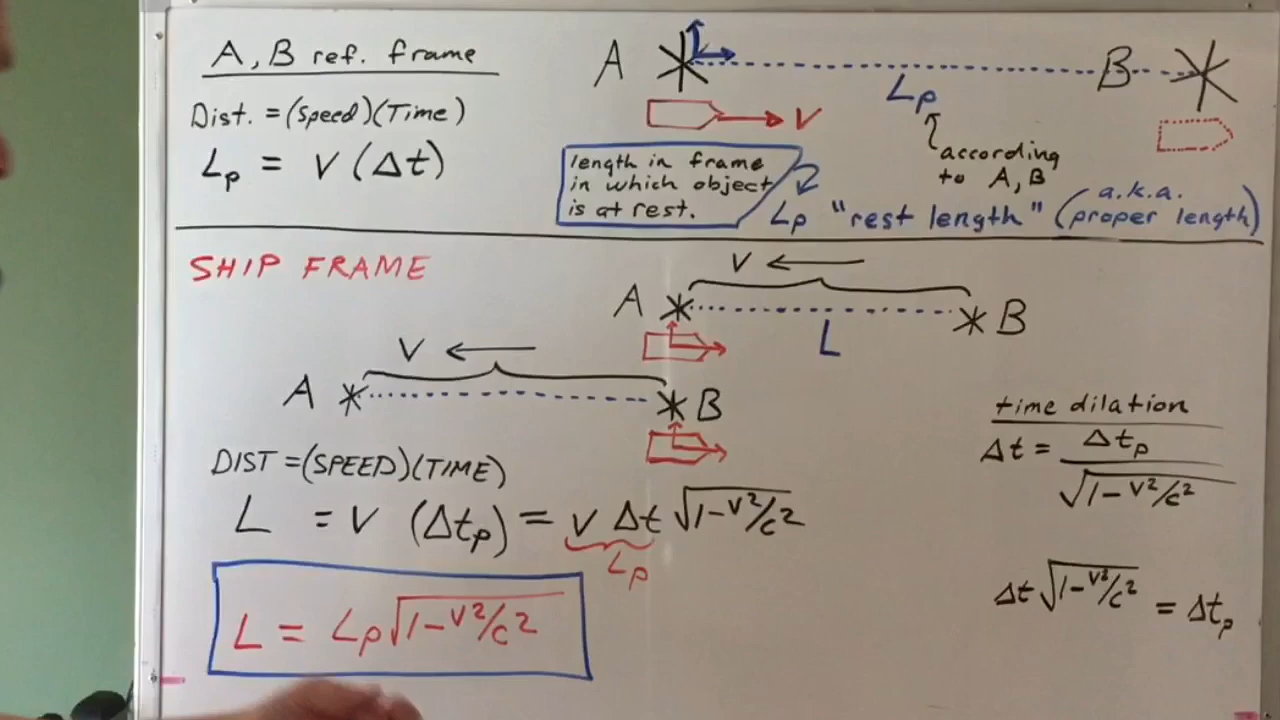 A, B ref. frame
Dist. = (Speed)(Time)
Lp = V (Δt)
A
B
Lp
V
according
to A, B
length in frame
in which object
is at rest.
Lp "rest length" (a.k.a. proper length)
SHIP FRAME
V
A
B
L
V
A
B
DIST = (SPEED)(TIME)
L = V (Δtp) = V Δt √1-V²/c²
Lp
L = Lp √1-V²/c²
time dilation
Δt = Δtp / √1-V²/c²
Δt √1-V²/c² = Δtp